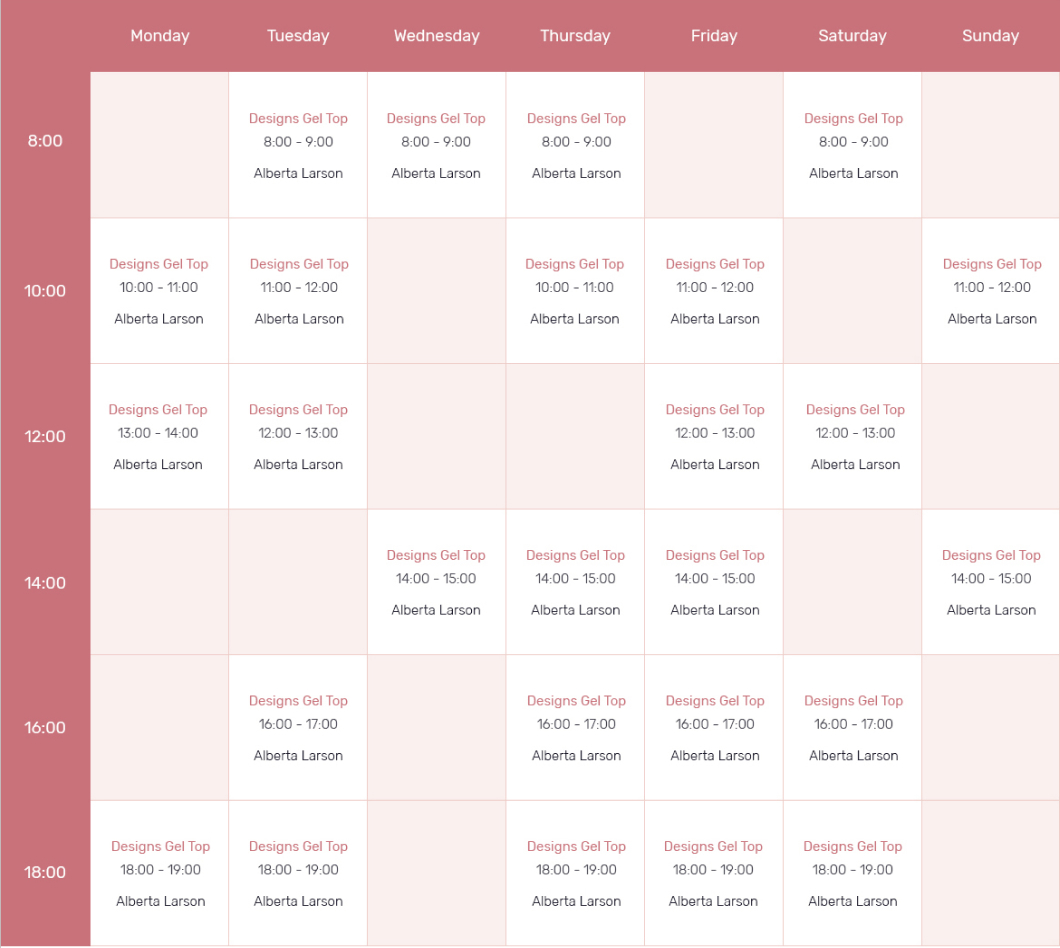 Monday
Tuesday
Wednesday
Thursday
Friday
Saturday
Sunday
8:00
Designs Gel Top
8:00 - 9:00
Alberta Larson
Designs Gel Top
8:00 - 9:00
Alberta Larson
Designs Gel Top
8:00 - 9:00
Alberta Larson
Designs Gel Top
8:00 - 9:00
Alberta Larson
10:00
Designs Gel Top
10:00 - 11:00
Alberta Larson
Designs Gel Top
11:00 - 12:00
Alberta Larson
Designs Gel Top
10:00 - 11:00
Alberta Larson
Designs Gel Top
11:00 - 12:00
Alberta Larson
Designs Gel Top
11:00 - 12:00
Alberta Larson
12:00
Designs Gel Top
13:00 - 14:00
Alberta Larson
Designs Gel Top
12:00 - 13:00
Alberta Larson
Designs Gel Top
12:00 - 13:00
Alberta Larson
Designs Gel Top
12:00 - 13:00
Alberta Larson
14:00
Designs Gel Top
14:00 - 15:00
Alberta Larson
Designs Gel Top
14:00 - 15:00
Alberta Larson
Designs Gel Top
14:00 - 15:00
Alberta Larson
Designs Gel Top
14:00 - 15:00
Alberta Larson
16:00
Designs Gel Top
16:00 - 17:00
Alberta Larson
Designs Gel Top
16:00 - 17:00
Alberta Larson
Designs Gel Top
16:00 - 17:00
Alberta Larson
Designs Gel Top
16:00 - 17:00
Alberta Larson
18:00
Designs Gel Top
18:00 - 19:00
Alberta Larson
Designs Gel Top
18:00 - 19:00
Alberta Larson
Designs Gel Top
18:00 - 19:00
Alberta Larson
Designs Gel Top
18:00 - 19:00
Alberta Larson
Designs Gel Top
18:00 - 19:00
Alberta Larson